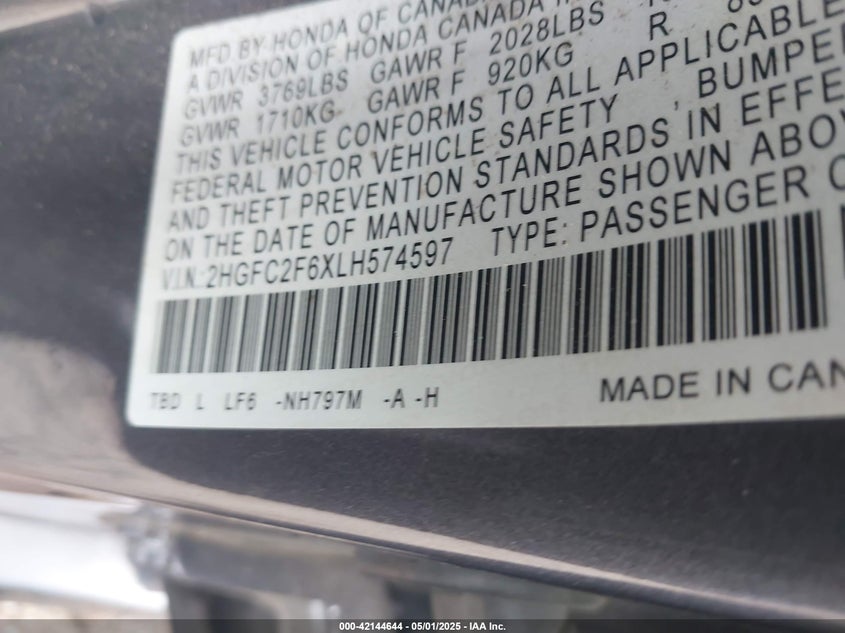 MFD. BY HONDA OF CANADA
A DIVISION OF HONDA CANADA
GVWR 3769LBS GAWR F 2028LBS
GVWR 1710KG GAWR F 920KG R
THIS VEHICLE CONFORMS TO ALL APPLICABLE
FEDERAL MOTOR VEHICLE SAFETY , BUMPE
AND THEFT PREVENTION STANDARDS IN EFFE
ON THE DATE OF MANUFACTURE SHOWN ABO
V.I.N.:2HGFC2F6XLH574597 TYPE: PASSENGER C
TBD L LF6 -NH797M -A -H MADE IN CAN
000-42144644 / 05/01/2025 - IAA Inc.